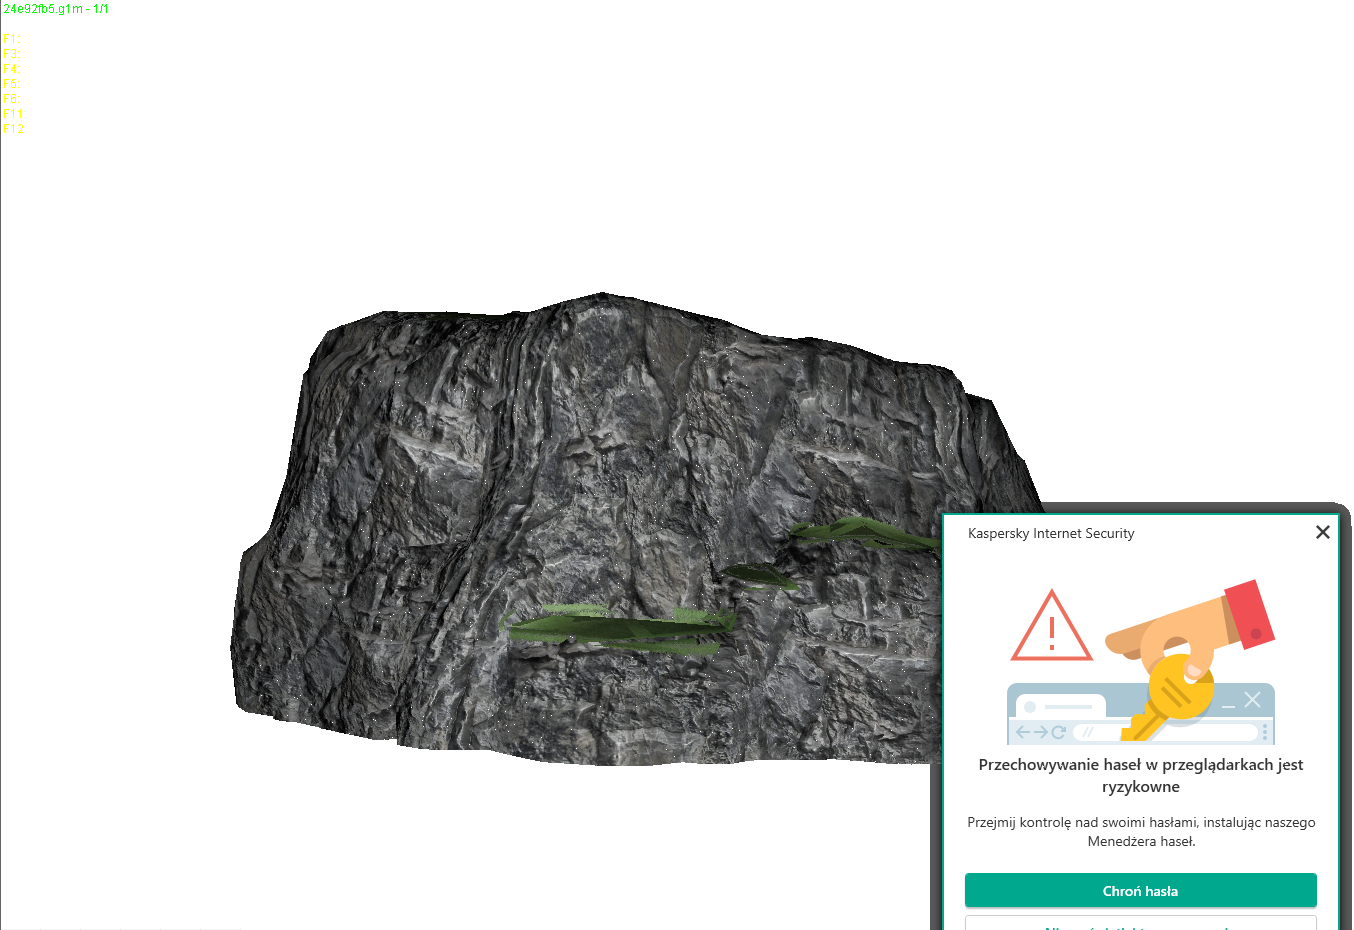 24e92fb5.g1m - 1/1
F1:
F3:
F4:
F5:
F6:
F11:
F12:
Kaspersky Internet Security
Przechowywanie haseł w przeglądarkach jest
ryzykowne
Przejmij kontrolę nad swoimi hasłami, instalując naszego
Menedżera haseł.
Chroń hasła